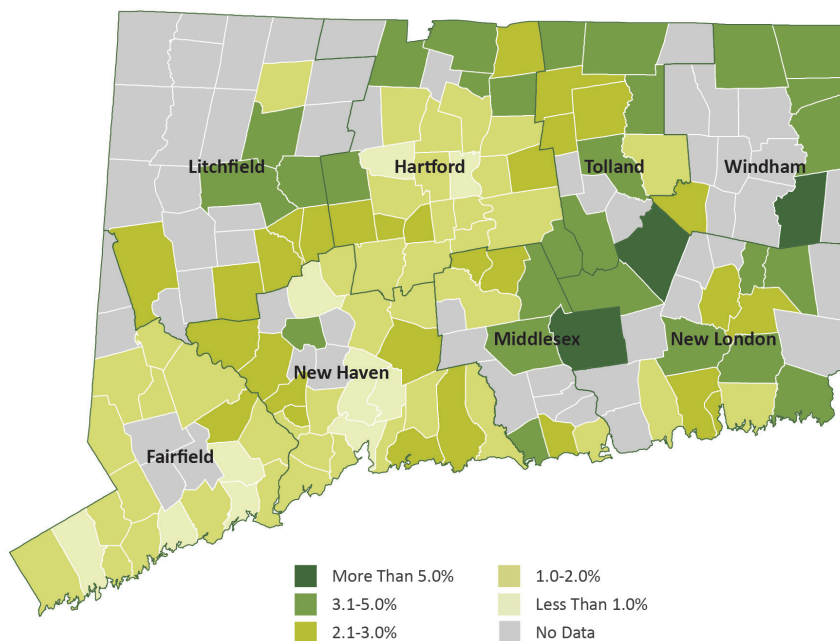 Litchfield
Hartford
Tolland
Windham
Middlesex
New London
New Haven
Fairfield
More Than 5.0%
3.1-5.0%
2.1-3.0%
1.0-2.0%
Less Than 1.0%
No Data